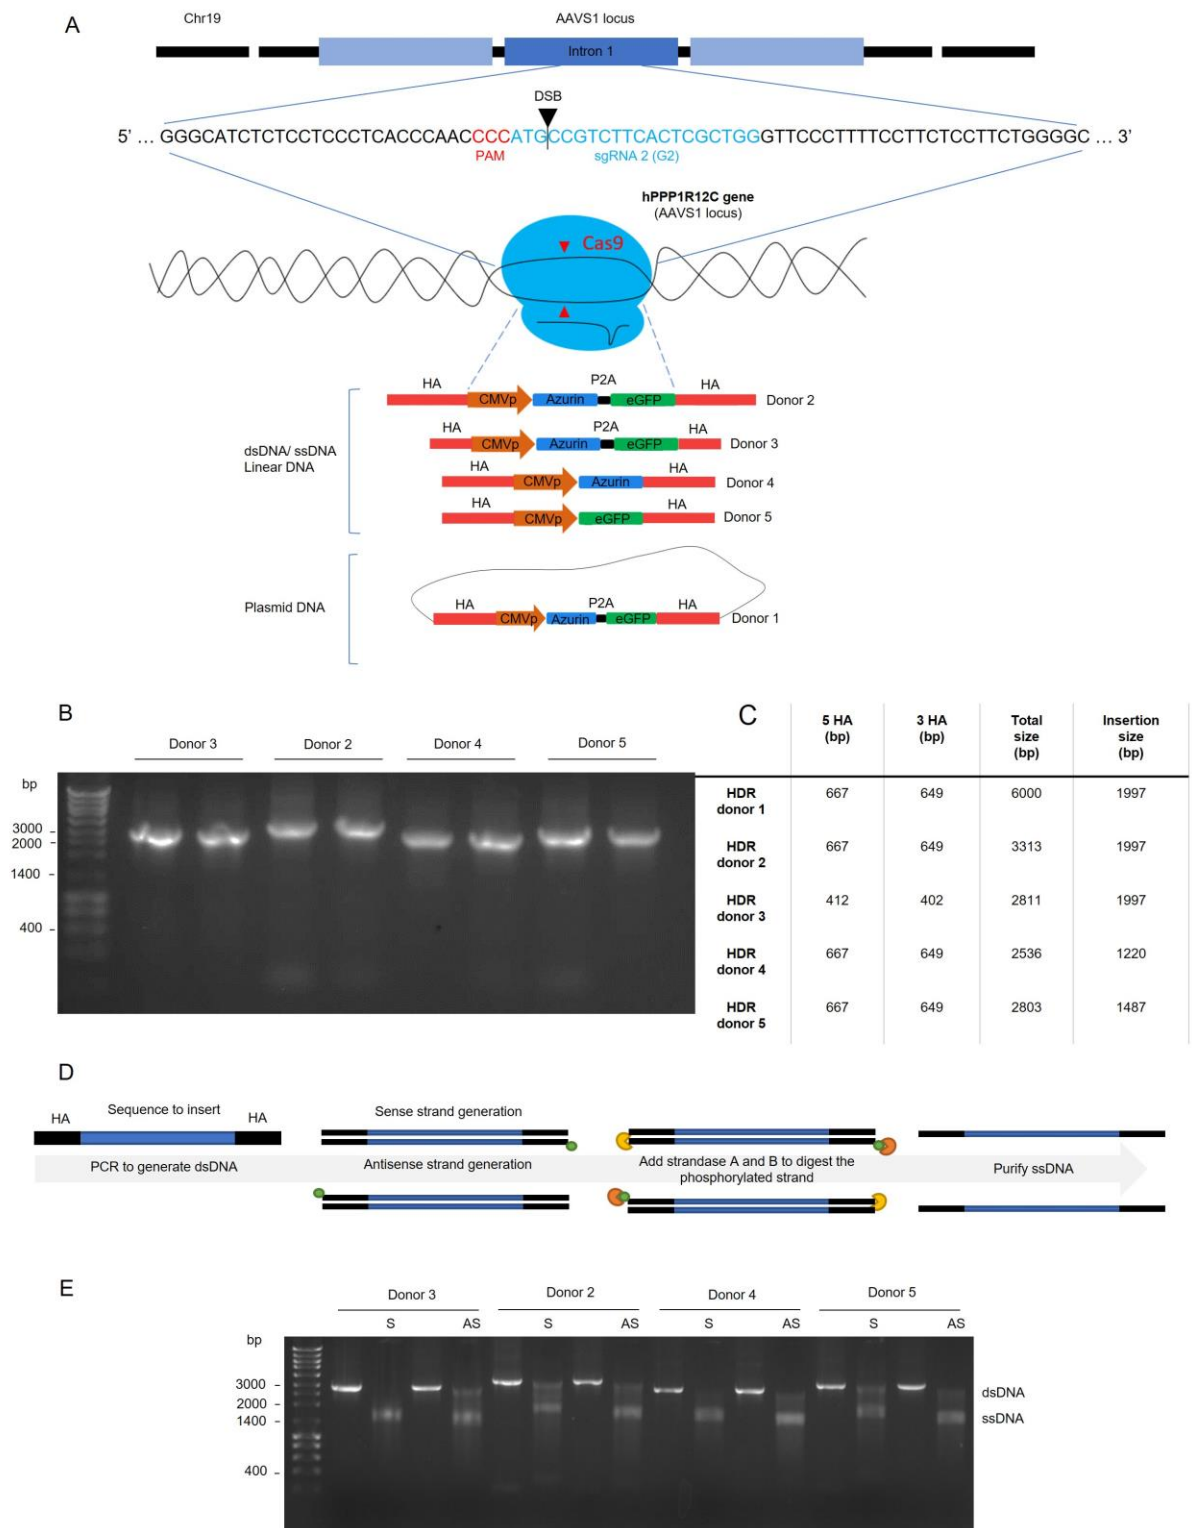 A
Chr19
AAVS1 locus
Intron 1
DSB
5' ... GGGCATCTCTCCTCCCTCACCCAACCCCATGCCGTCTTCACTCGCTGGGTTCCCTTTTCCTTCTCCTTCTGGGGC ... 3'
PAM
sgRNA 2 (G2)
hPPP1R12C gene
(AAVS1 locus)
Cas9
HA
P2A
HA
CMVp
Azurin
eGFP
Donor 2
HA
P2A
HA
CMVp
Azurin
eGFP
Donor 3
dsDNA/ ssDNA
Linear DNA
HA
HA
CMVp
Azurin
Donor 4
HA
HA
CMVp
eGFP
Donor 5
Plasmid DNA
HA
P2A
HA
CMVp
Azurin
eGFP
Donor 1
B
Donor 3
Donor 2
Donor 4
Donor 5
bp
3000
2000
1400
400
C
5 HA (bp)
3 HA (bp)
Total size (bp)
Insertion size (bp)
HDR donor 1 667 649 6000 1997
HDR donor 2 667 649 3313 1997
HDR donor 3 412 402 2811 1997
HDR donor 4 667 649 2536 1220
HDR donor 5 667 649 2803 1487
D
HA
Sequence to insert
HA
Sense strand generation
PCR to generate dsDNA
Antisense strand generation
Add strandase A and B to digest the
phosphorylated strand
Purify ssDNA
E
Donor 3
Donor 2
Donor 4
Donor 5
S
AS
S
AS
S
AS
S
AS
bp
3000
2000
1400
400
dsDNA
ssDNA